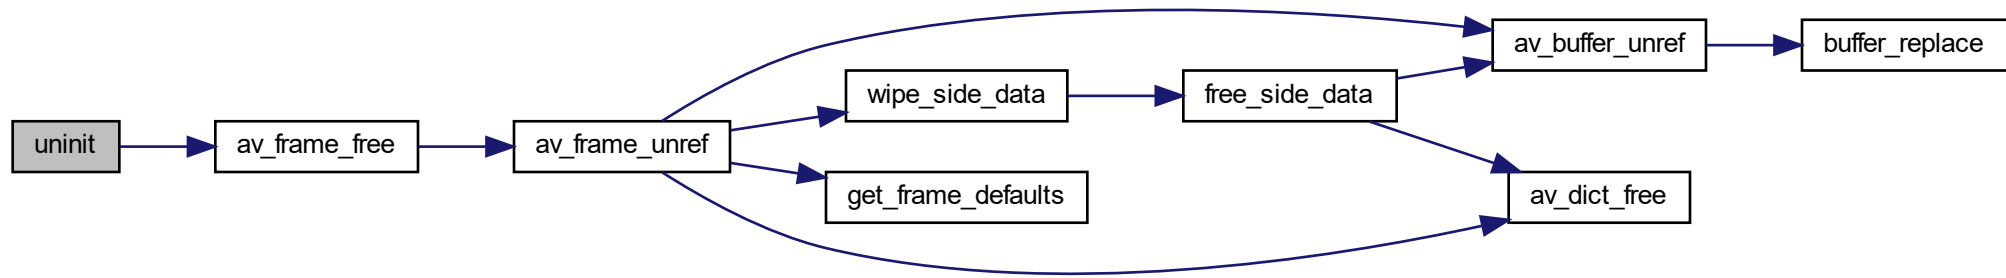 uninit
av_frame_free
av_frame_unref
wipe_side_data
get_frame_defaults
free_side_data
av_buffer_unref
av_dict_free
buffer_replace